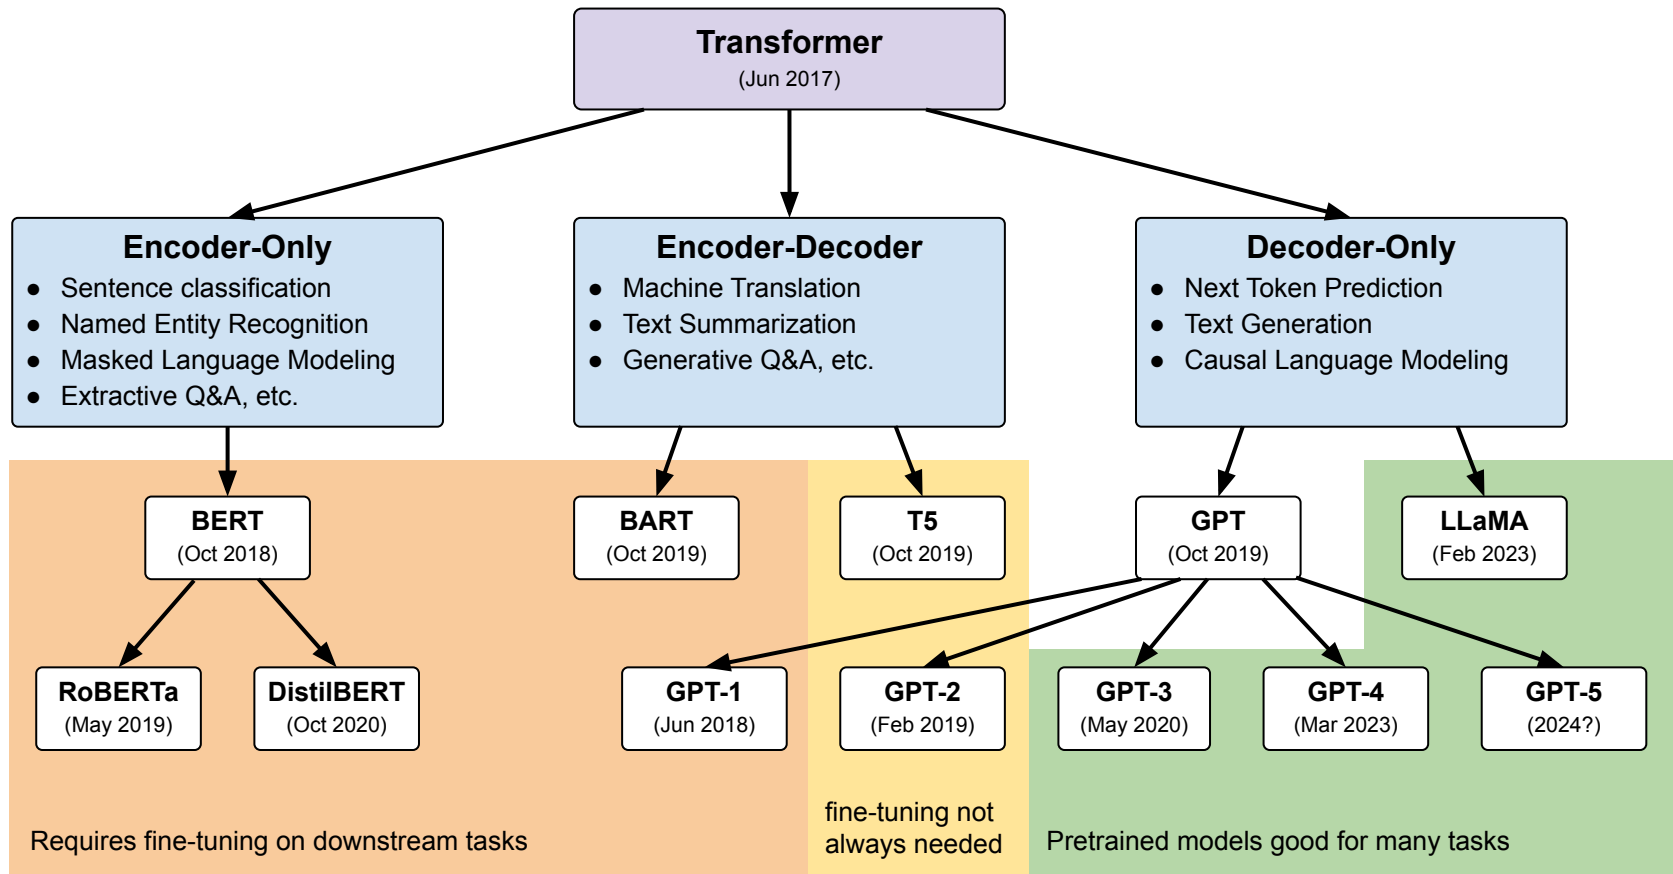 Transformer
(Jun 2017)
Encoder-Only
● Sentence classification
● Named Entity Recognition
● Masked Language Modeling
● Extractive Q&A, etc.
Encoder-Decoder
● Machine Translation
● Text Summarization
● Generative Q&A, etc.
Decoder-Only
● Next Token Prediction
● Text Generation
● Causal Language Modeling
BERT
(Oct 2018)
BART
(Oct 2019)
T5
(Oct 2019)
GPT
(Oct 2019)
LLaMA
(Feb 2023)
RoBERTa
(May 2019)
DistilBERT
(Oct 2020)
GPT-1
(Jun 2018)
GPT-2
(Feb 2019)
GPT-3
(May 2020)
GPT-4
(Mar 2023)
GPT-5
(2024?)
Requires fine-tuning on downstream tasks
fine-tuning not
always needed
Pretrained models good for many tasks